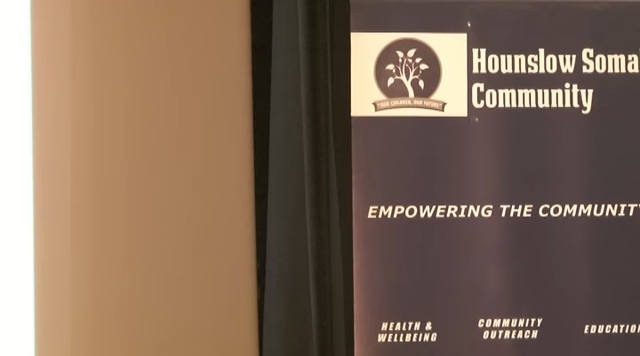 Hounslow Soma
Community
"OUR CHILDREN, OUR FUTURE"
EMPOWERING THE COMMUNITY
HEALTH &
WELLBEING
COMMUNITY
OUTREACH
EDUCATIO